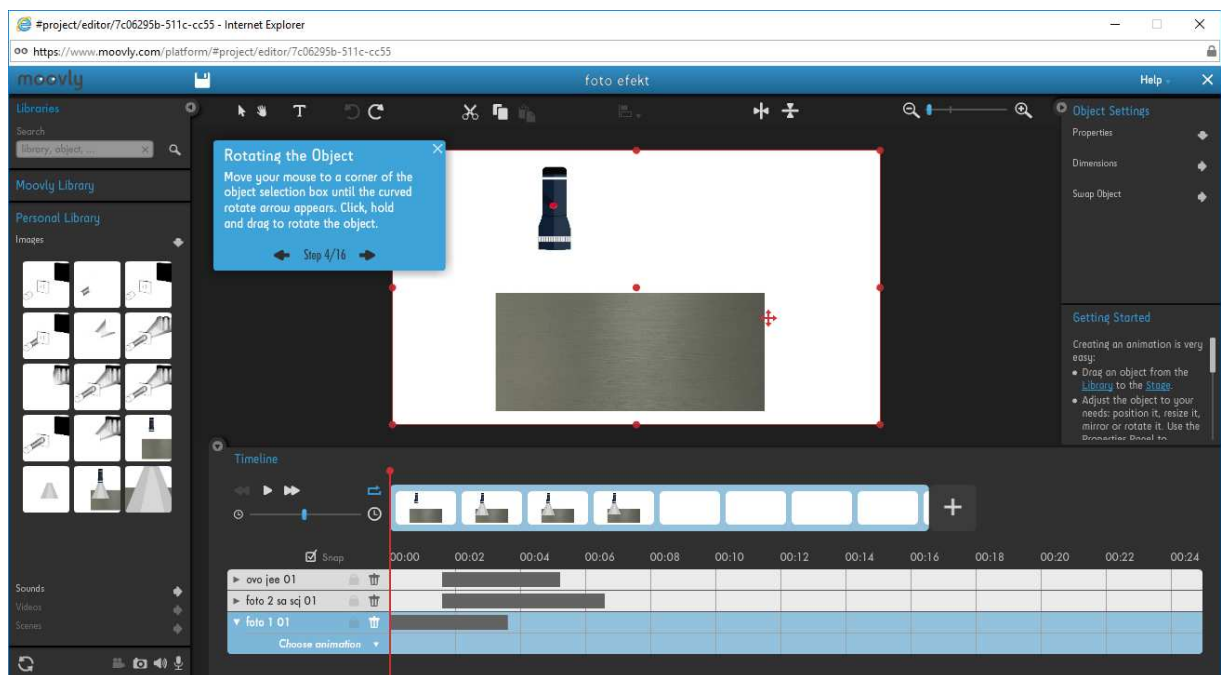 #project/editor/7c06295b-511c-cc55 - Internet Explorer
https://www.moovly.com/platform/#project/editor/7c06295b-511c-cc55
moovly
foto efekt
Help
Libraries
Search
library, object, ...
Moovly Library
Personal Library
Images
Sounds
Videos
Scenes
T
Rotating the Object
Move your mouse to a corner of the
object selection box until the curved
rotate arrow appears. Click, hold
and drag to rotate the object.
Step 4/16
Object Settings
Properties
Dimensions
Swap Object
Getting Started
Creating an animation is very
easy:
• Drag an object from the
Library to the Stage.
• Adjust the object to your
needs: position it, resize it,
mirror or rotate it. Use the
Properties Panel to
Timeline
Snap
00:00 00:02 00:04 00:06 00:08 00:10 00:12 00:14 00:16 00:18 00:20 00:22 00:24
ovo jee 01
foto 2 sa scj 01
foto 1 01
Choose animation